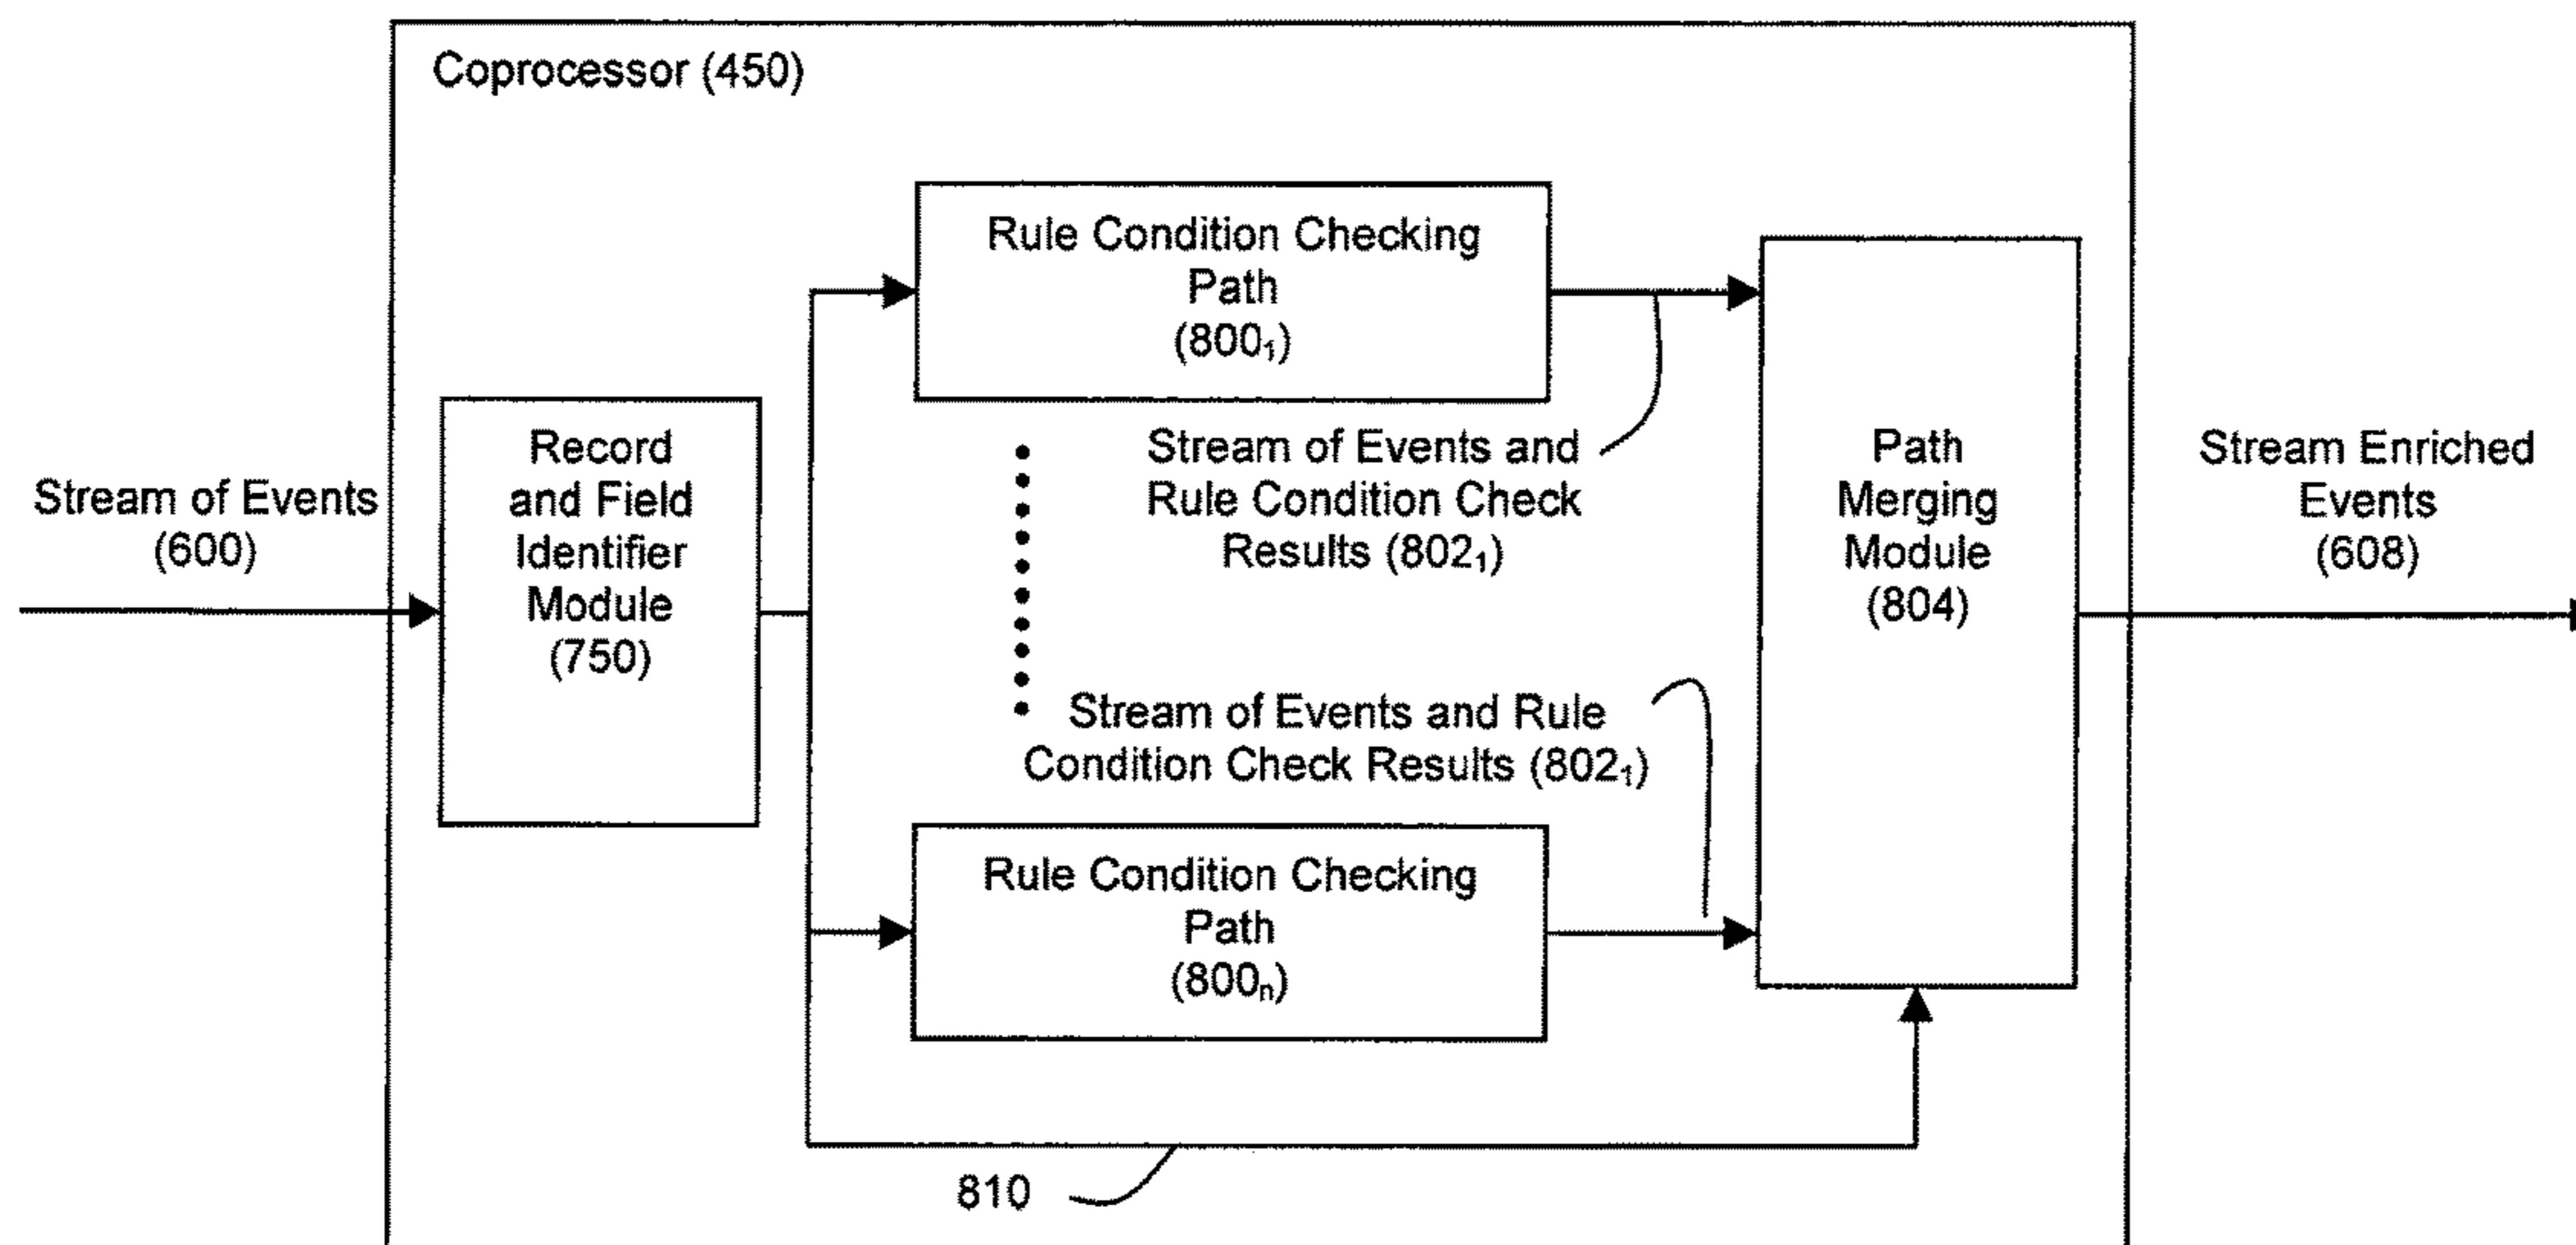 Coprocessor (450)
Stream of Events
(600)
Record
and Field
Identifier
Module
(750)
Rule Condition Checking
Path
(800₁)
Stream of Events and
Rule Condition Check
Results (802₁)
Stream of Events and Rule
Condition Check Results (802₁)
Rule Condition Checking
Path
(800ₙ)
810
Path
Merging
Module
(804)
Stream Enriched
Events
(608)